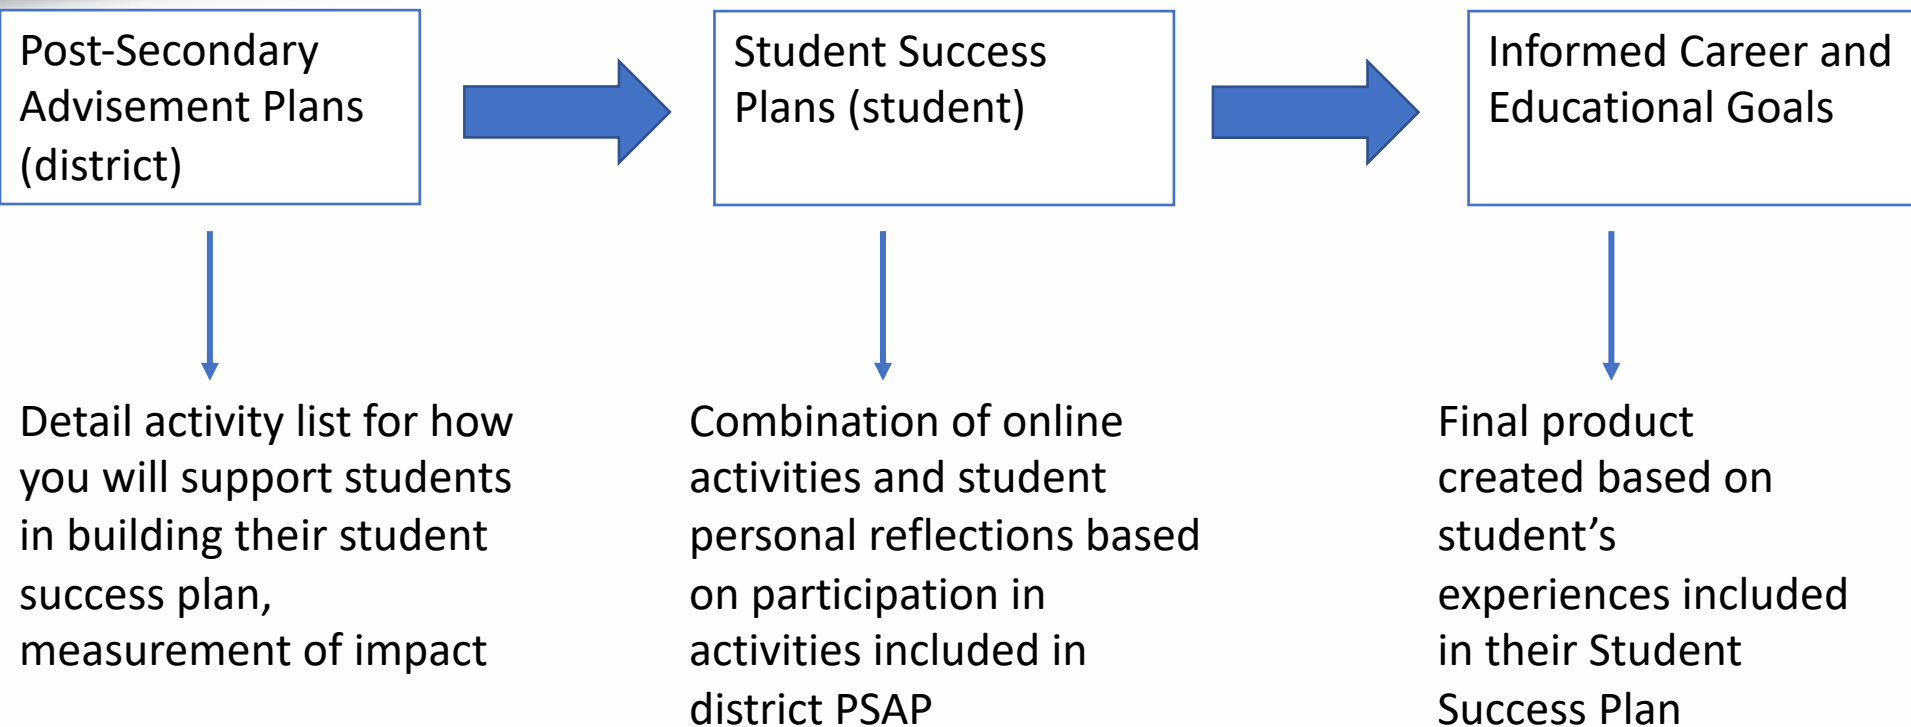 Post-Secondary
Advisement Plans
(district)
Student Success
Plans (student)
Informed Career and
Educational Goals
Detail activity list for how
you will support students
in building their student
success plan,
measurement of impact
Combination of online
activities and student
personal reflections based
on participation in
activities included in
district PSAP
Final product
created based on
student’s
experiences included
in their Student
Success Plan